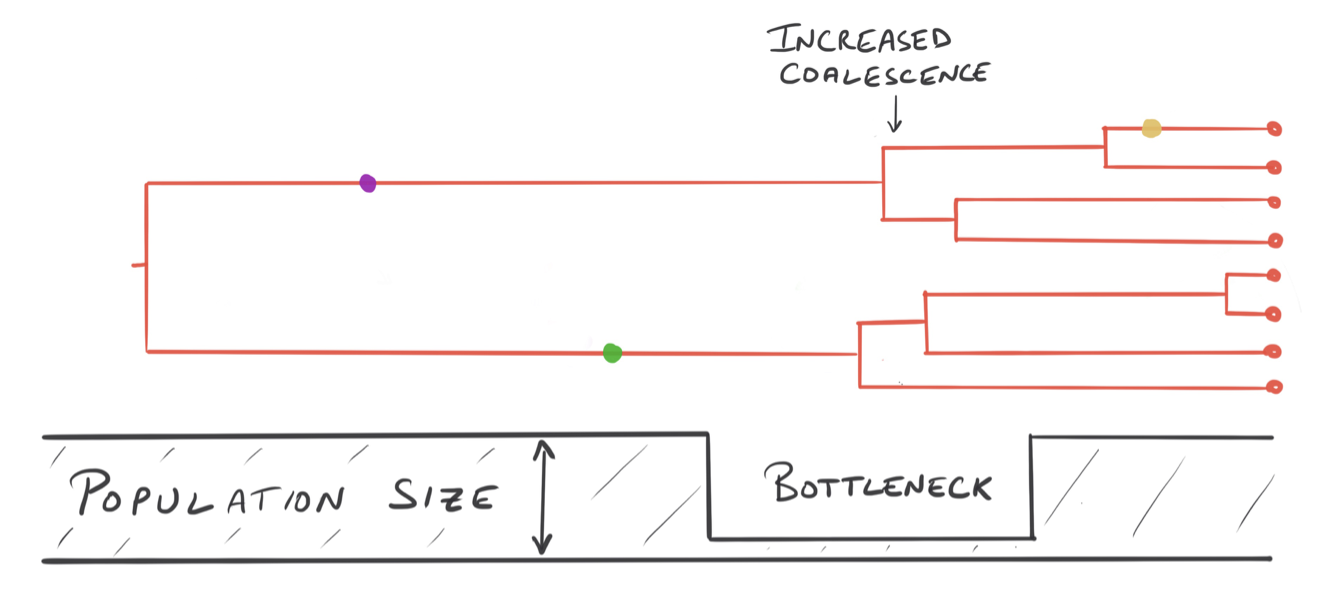 INCREASED
COALESCENCE
POPULATION SIZE
BOTTLENECK